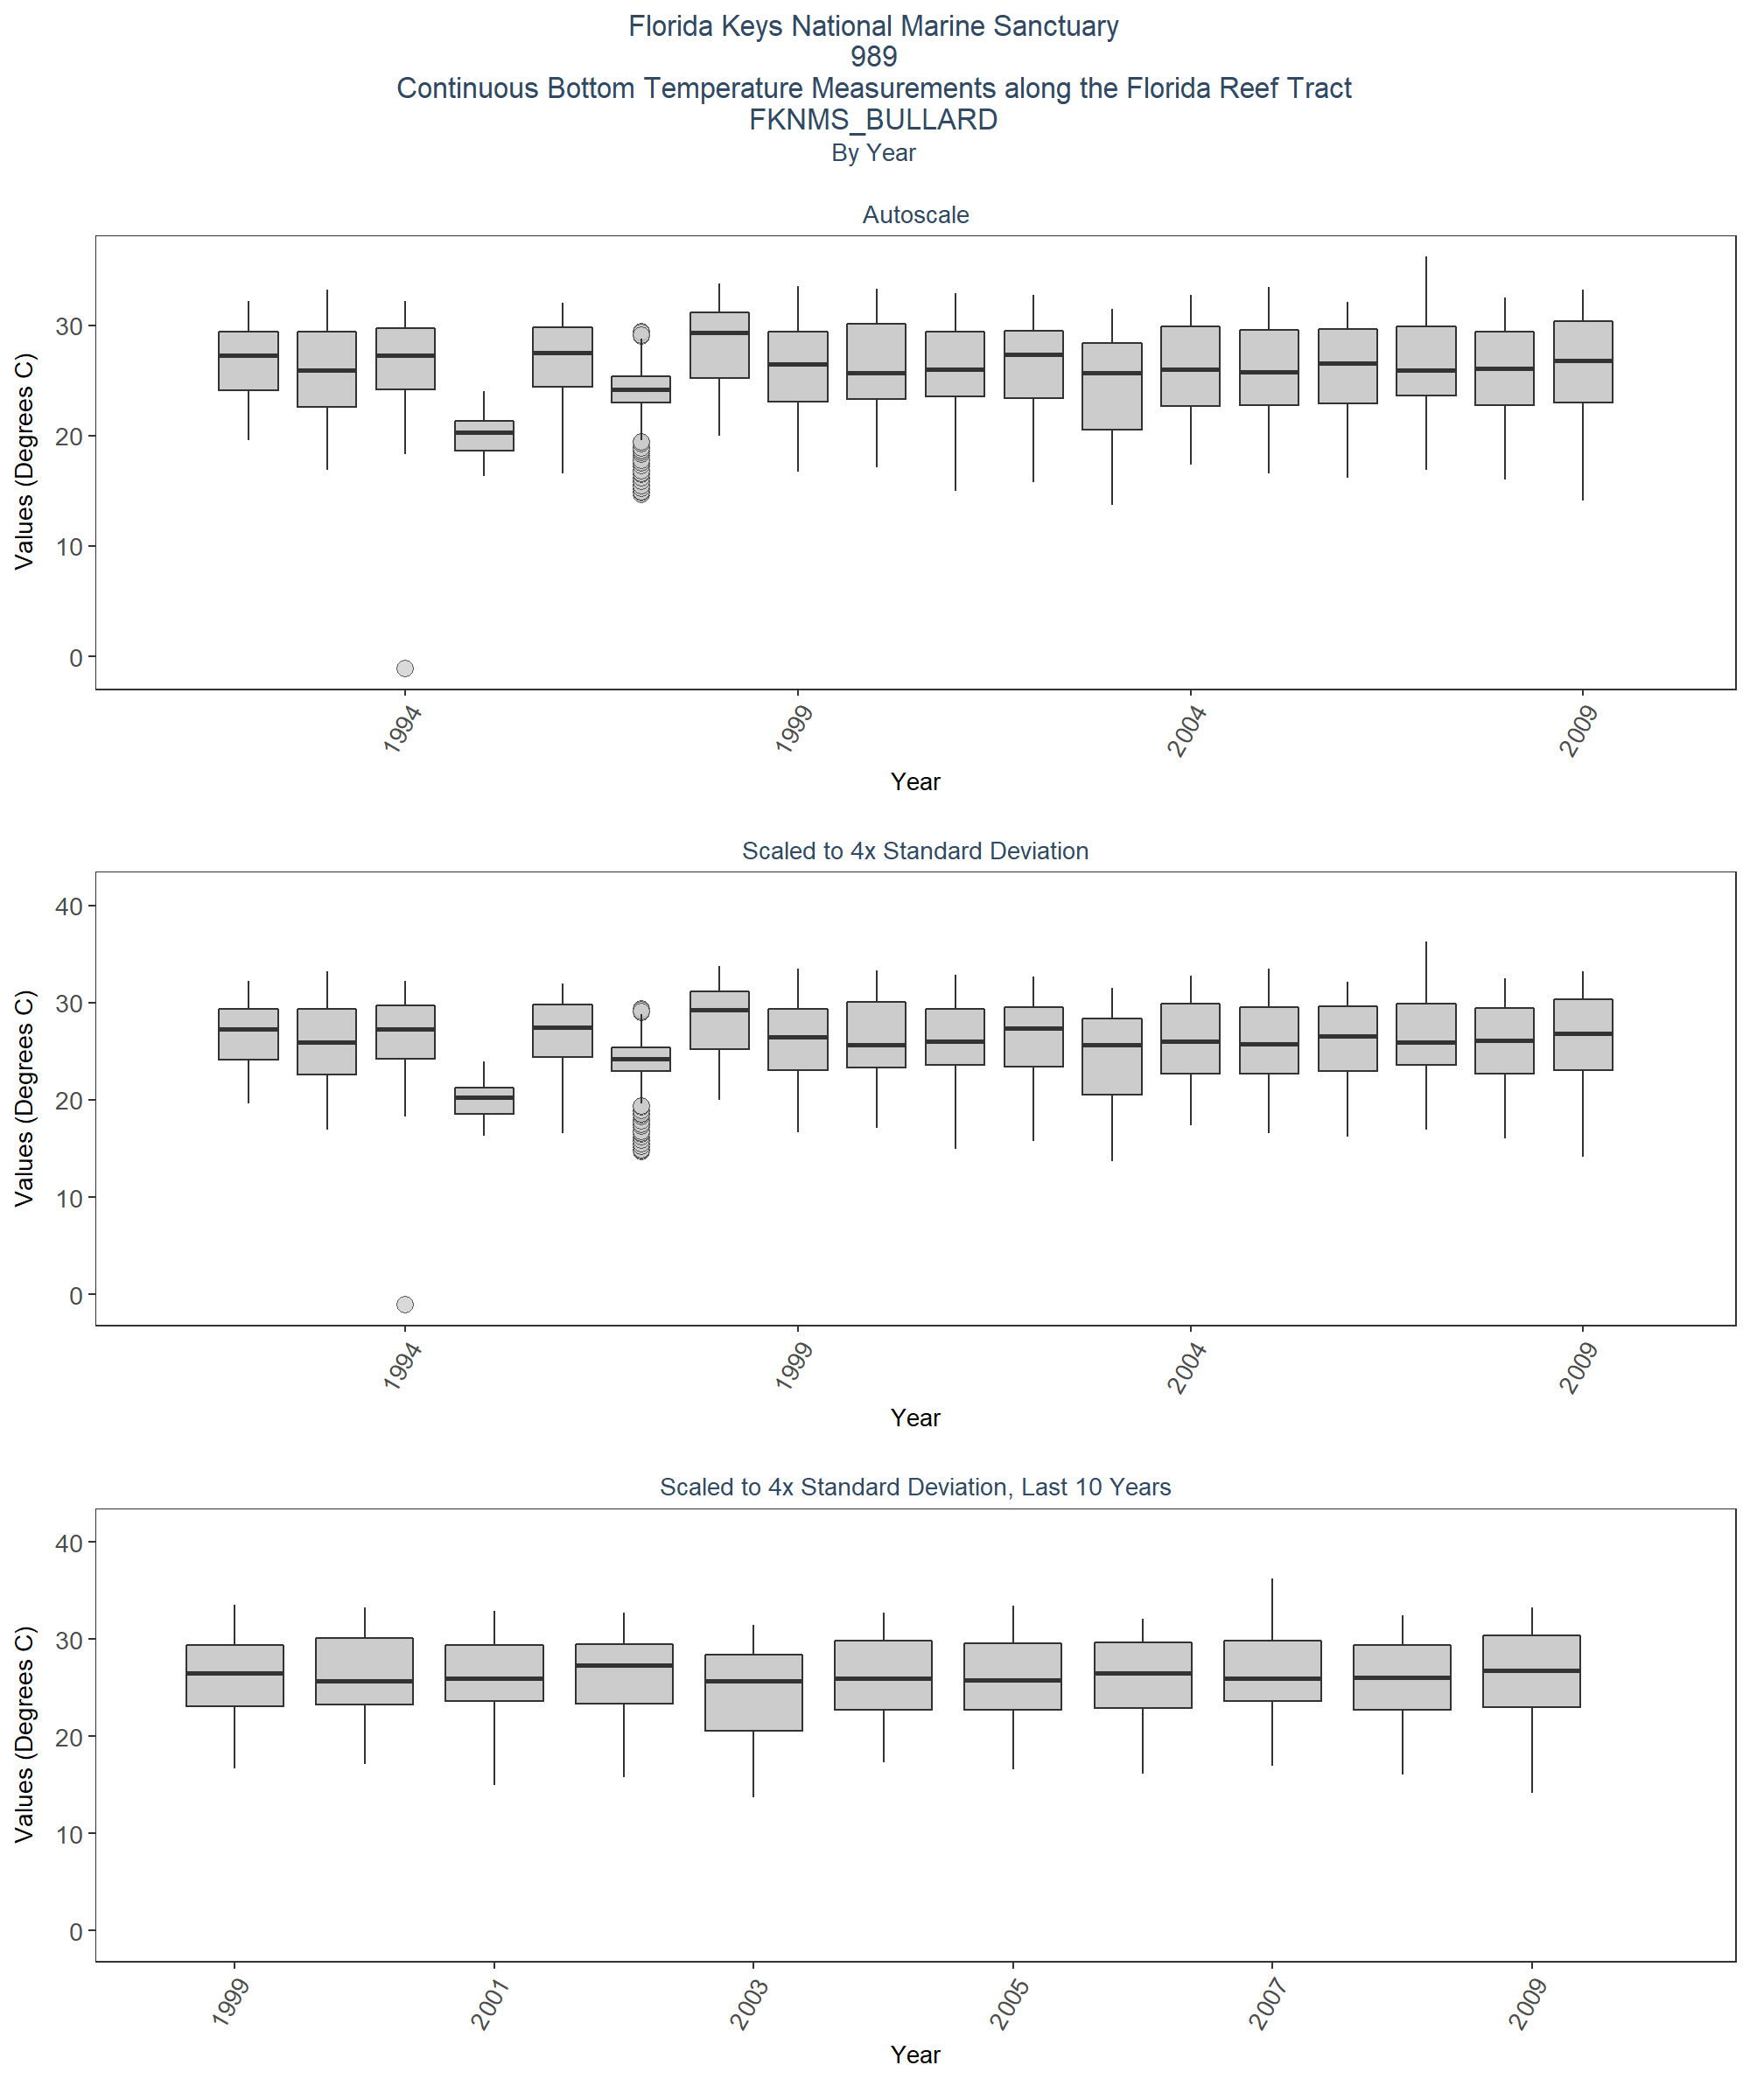 Florida Keys National Marine Sanctuary
989
Continuous Bottom Temperature Measurements along the Florida Reef Tract
FKNMS_BULLARD
By Year
Autoscale
Values (Degrees C)
30
20
10
0
1994
1999
2004
2009
Year
Scaled to 4x Standard Deviation
Values (Degrees C)
40
30
20
10
0
1994
1999
2004
2009
Year
Scaled to 4x Standard Deviation, Last 10 Years
Values (Degrees C)
40
30
20
10
0
1999
2001
2003
2005
2007
2009
Year